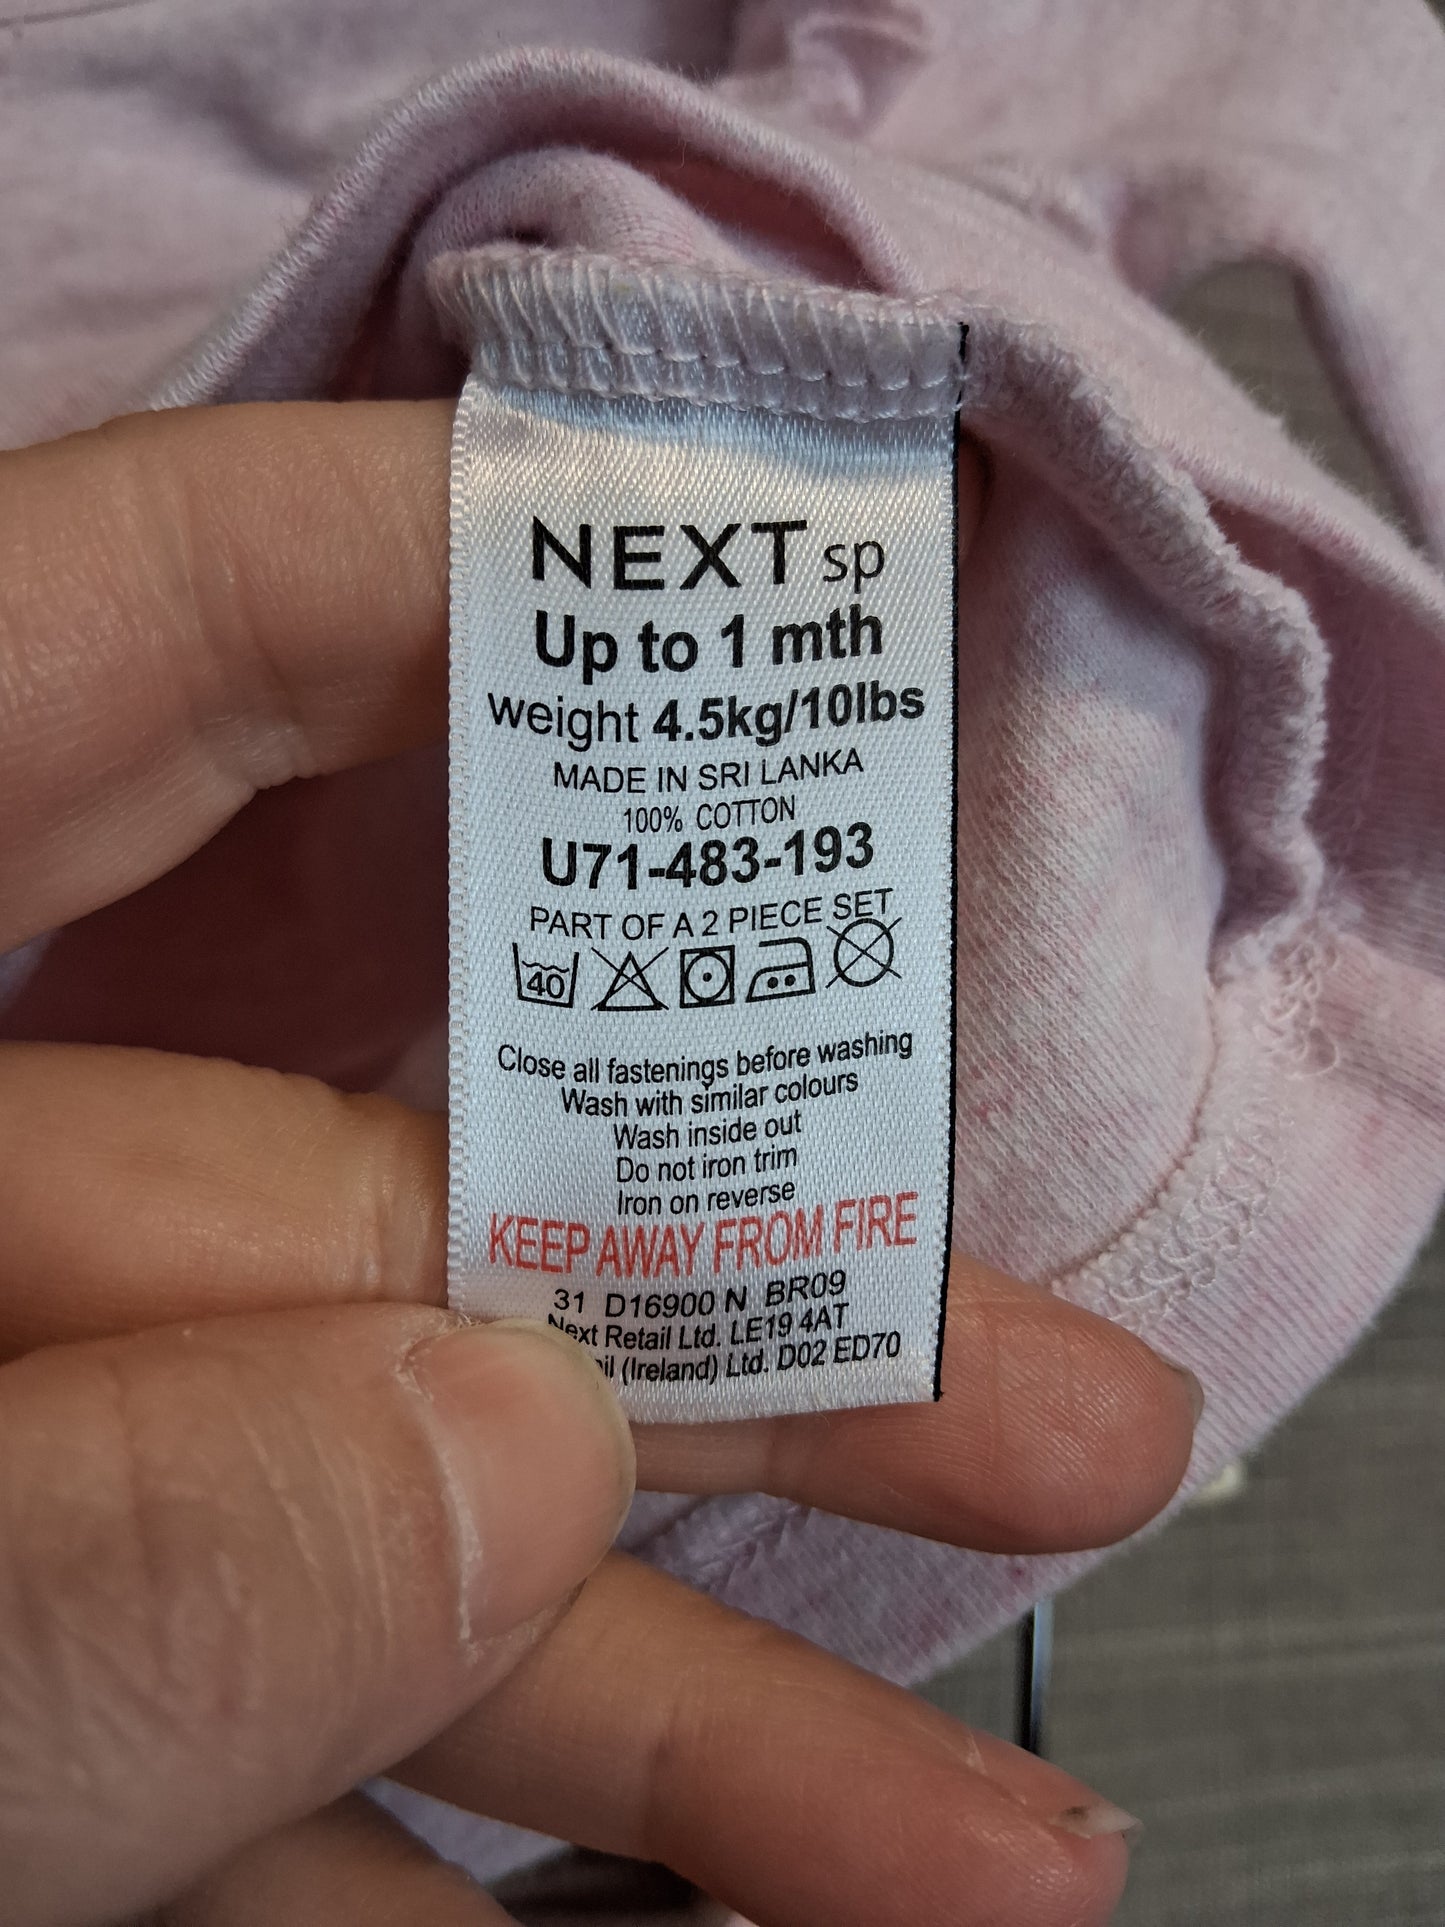 NEXT sp
Up to 1 mth
weight 4.5kg/10lbs
MADE IN SRI LANKA
100% COTTON
U71-483-193
PART OF A 2 PIECE SET
40
Close all fastenings before washing
Wash with similar colours
Wash inside out
Do not iron trim
Iron on reverse
KEEP AWAY FROM FIRE
31 D16900 N BR09
Next Retail Ltd. LE19 4AT
(Ireland) Ltd. D02 ED70